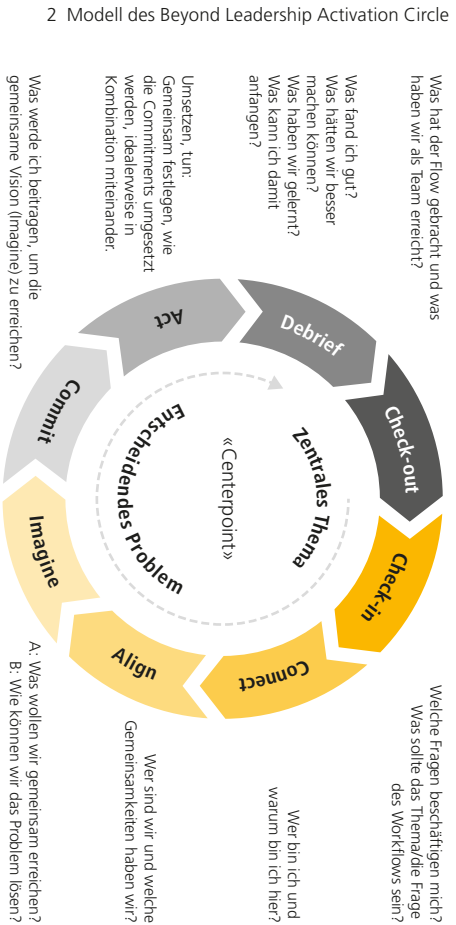 2 Modell des Beyond Leadership Activation Circle
Check-in
Welche Fragen beschäftigen mich?
Was sollte das Thema/die Frage
des Workflows sein?
Connect
Wer bin ich und
warum bin ich hier?
Align
Wer sind wir und welche
Gemeinsamkeiten haben wir?
Imagine
A: Was wollen wir gemeinsam erreichen?
B: Wie können wir das Problem lösen?
Commit
Was werde ich beitragen, um die
gemeinsame Vision (Imagine) zu erreichen?
Act
Umsetzen, tun:
Gemeinsam festlegen, wie
die Commitments umgesetzt
werden, idealerweise in
Kombination miteinander.
Debrief
Was fand ich gut?
Was hätten wir besser
machen können?
Was haben wir gelernt?
Was kann ich damit
anfangen?
Check-out
Was hat der Flow gebracht und was
haben wir als Team erreicht?
Zentrales Thema
«Centerpoint»
Entscheidendes Problem